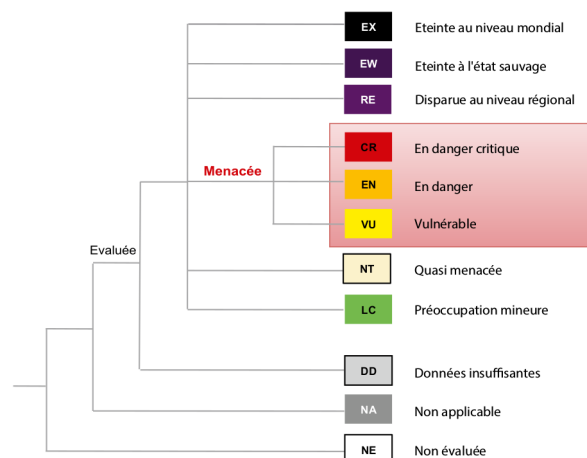 EX Eteinte au niveau mondial
EW Eteinte à l'état sauvage
RE Disparue au niveau régional
CR En danger critique
Menacée
EN En danger
VU Vulnérable
Evaluée
NT Quasi menacée
LC Préoccupation mineure
DD Données insuffisantes
NA Non applicable
NE Non évaluée